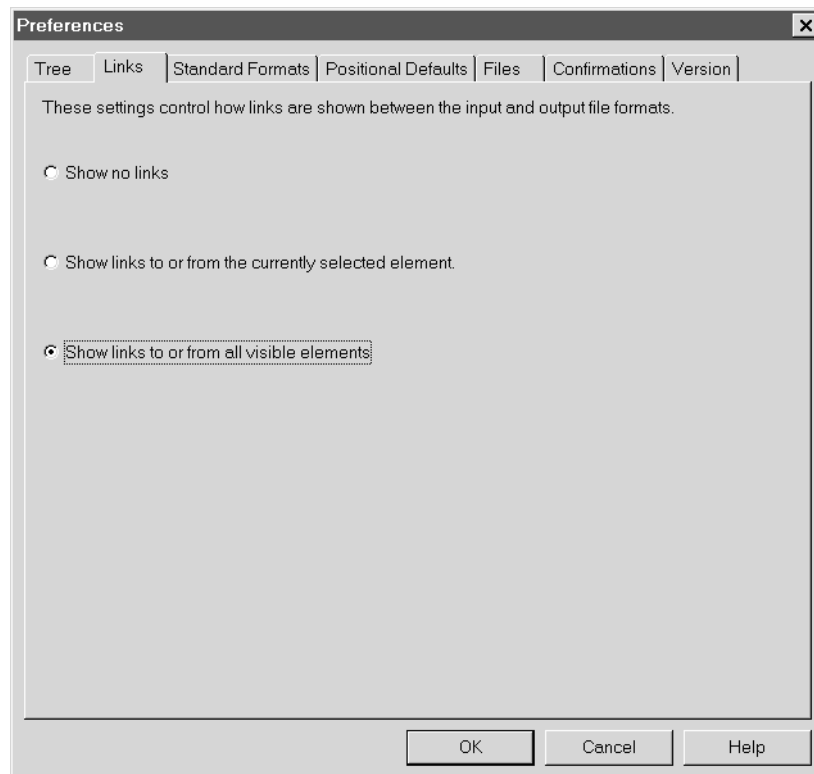 Preferences
Tree Links Standard Formats Positional Defaults Files Confirmations Version
These settings control how links are shown between the input and output file formats.
Show no links
Show links to or from the currently selected element.
Show links to or from all visible elements
OK Cancel Help